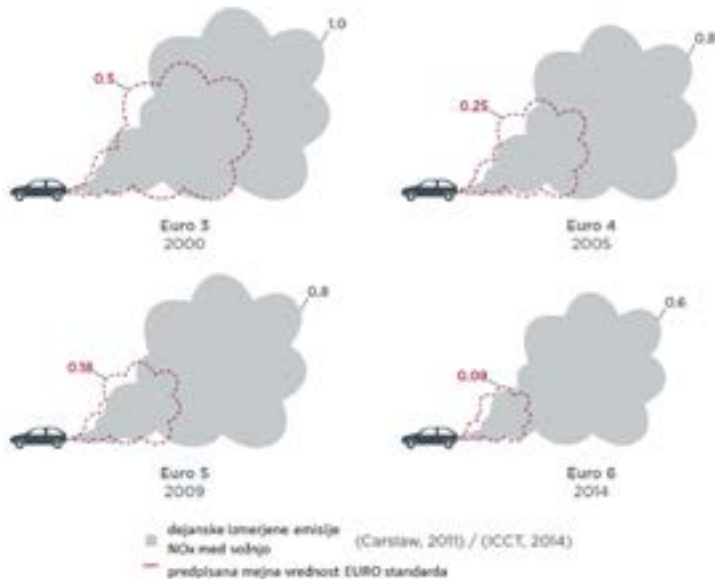 1.0
0.5
Euro 3
2000
0.8
0.25
Euro 4
2005
0.8
0.18
Euro 5
2009
0.6
0.09
Euro 6
2014
dejanske izmerjene emisije
NOx med vožnjo
(Carslaw, 2011) / (ICCT, 2014)
predpisana mejna vrednost EURO standarda